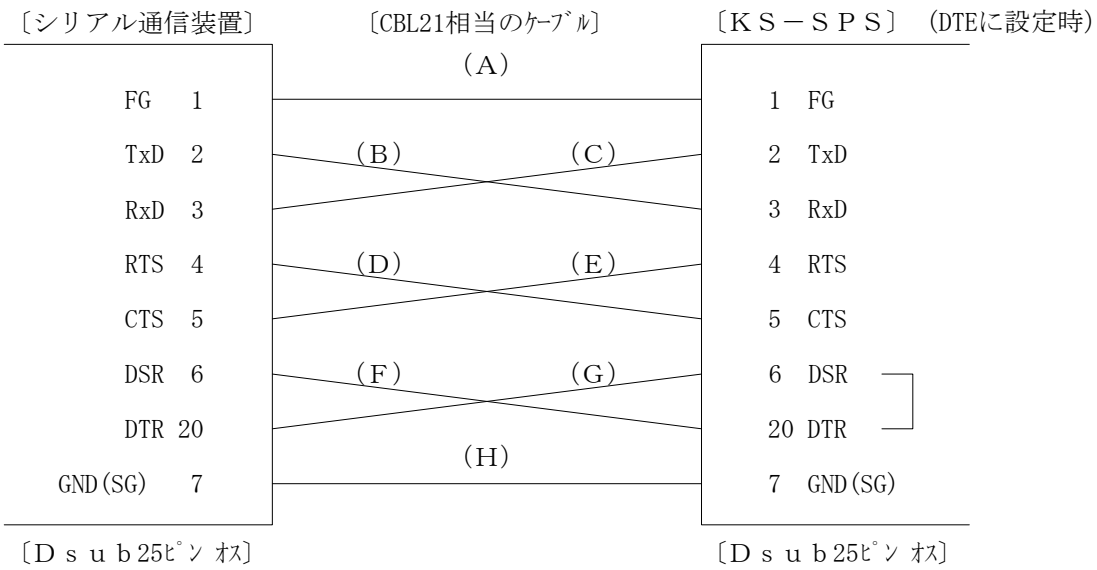 〔シリアル通信装置〕 〔CBL21相当のｹｰﾌﾞﾙ〕 〔ＫＳ－ＳＰＳ〕 (DTEに設定時)
（A）
FG 1 1 FG
TxD 2 （B） （C） 2 TxD
RxD 3 3 RxD
RTS 4 （D） （E） 4 RTS
CTS 5 5 CTS
DSR 6 （F） （G） 6 DSR
DTR 20 20 DTR
（H）
GND(SG) 7 7 GND(SG)
〔Ｄｓｕｂ25ﾋﾟﾝ ｵｽ〕 〔Ｄｓｕｂ25ﾋﾟﾝ ｵｽ〕